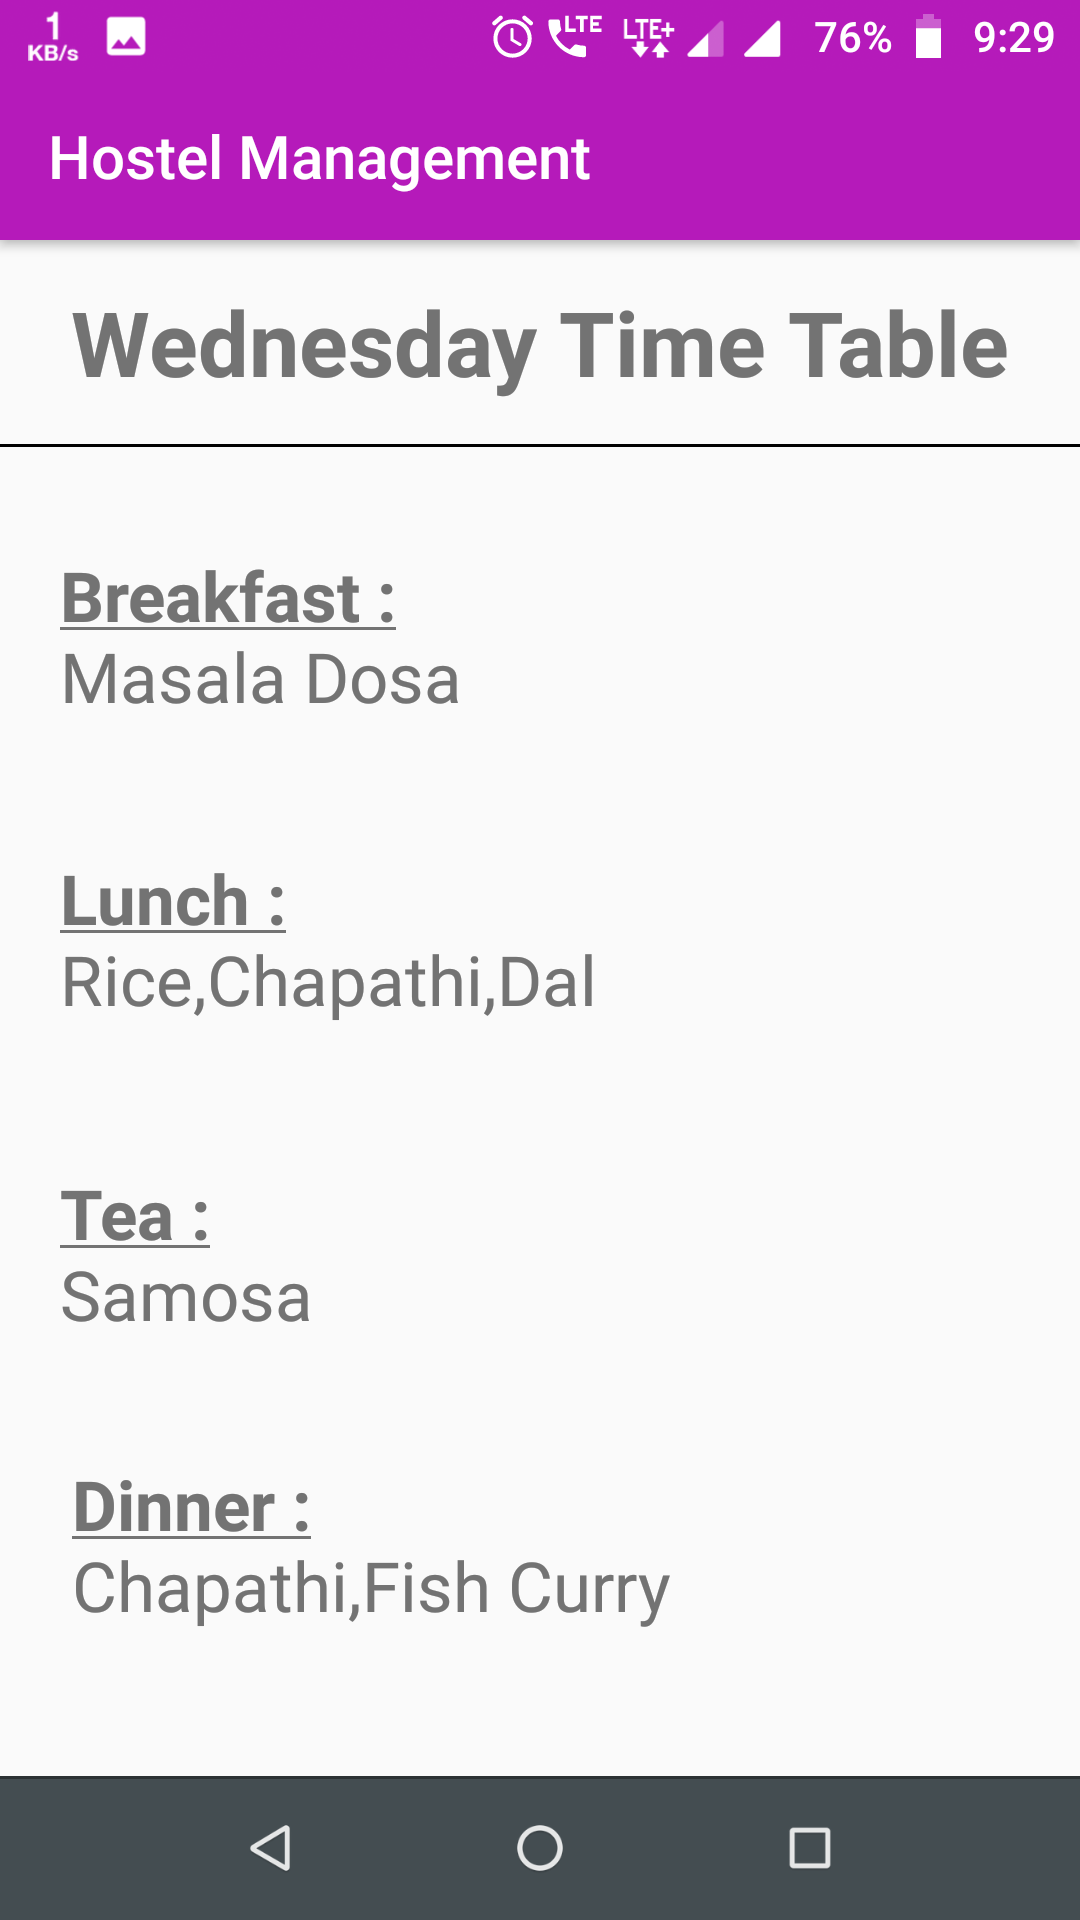 1
KB/s LTE LTE+ 76% 9:29
Hostel Management
Wednesday Time Table
Breakfast :
Masala Dosa
Lunch :
Rice,Chapathi,Dal
Tea :
Samosa
Dinner :
Chapathi,Fish Curry